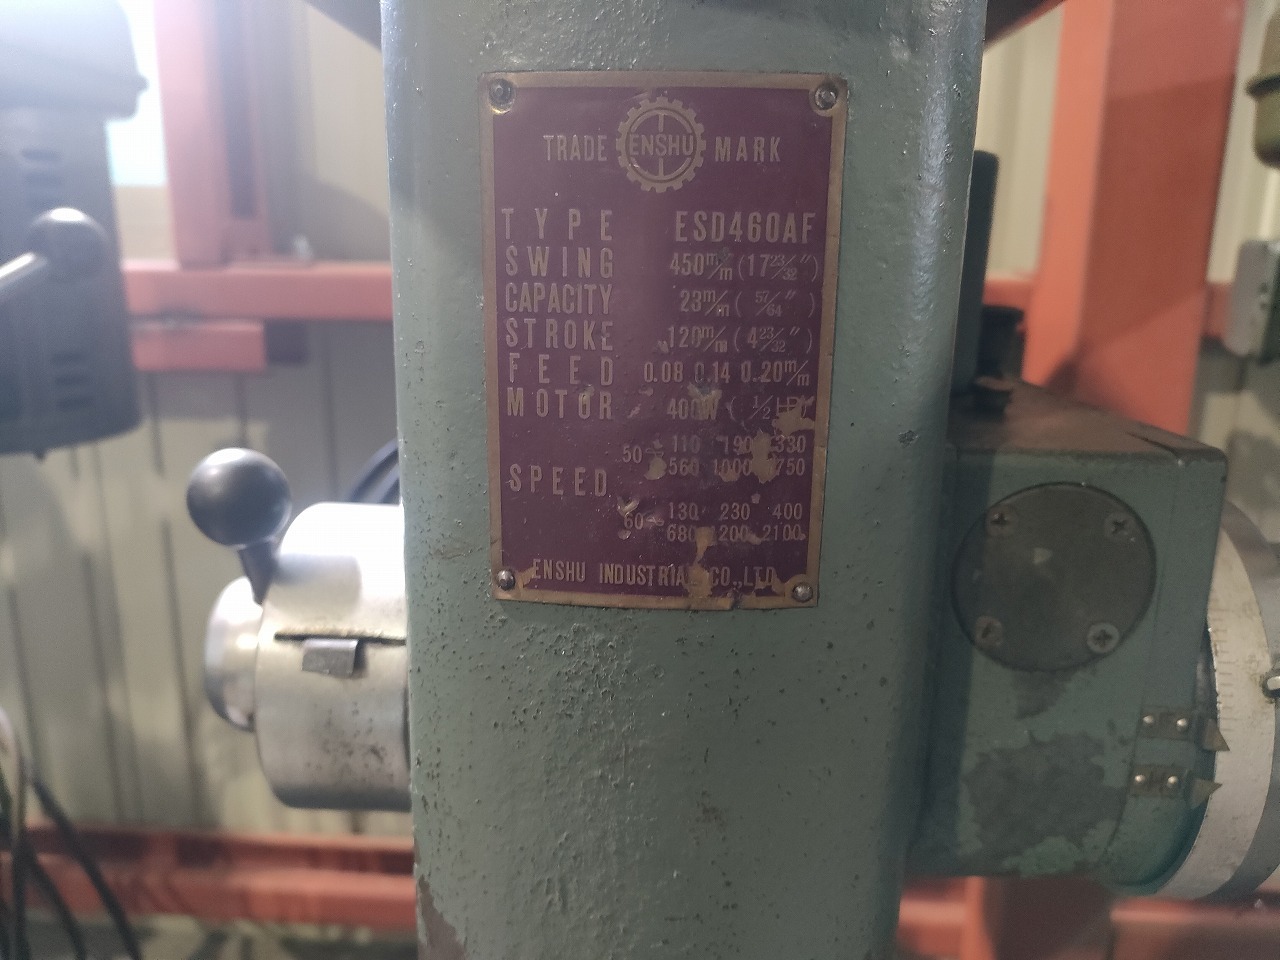 TRADE ENSHU MARK
TYPE ESD460AF
SWING 450m/m (17 23/32")
CAPACITY 23m/m ( 57/64")
STROKE 120m/m (4 23/32")
FEED 0.08 0.14 0.20m/m
MOTOR 400W ( 1/2 HP)
50~ 110 190 330
560 1000 1750
SPEED
60~ 130 230 400
680 1200 2100
ENSHU INDUSTRIAL CO.,LTD.